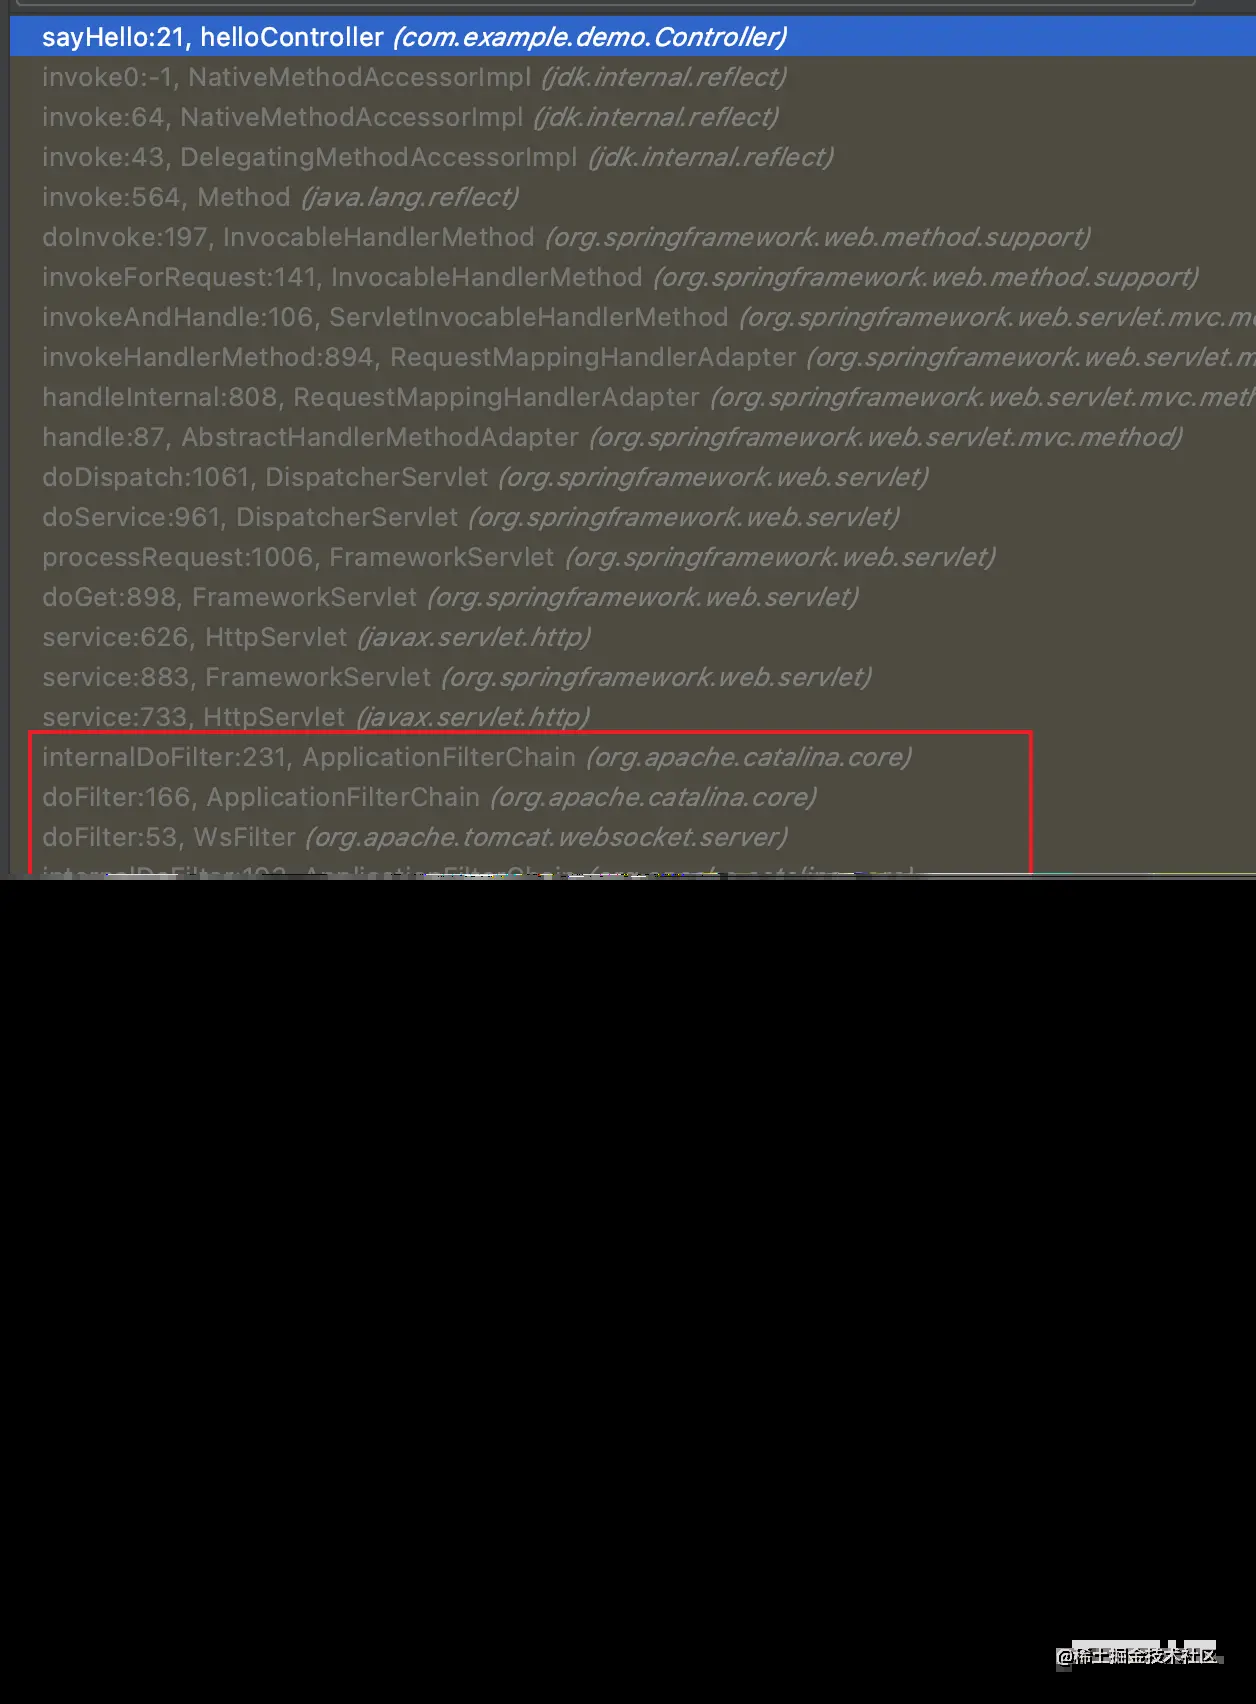 sayHello:21, helloController (com.example.demo.Controller)
invoke0:-1, NativeMethodAccessorImpl (jdk.internal.reflect)
invoke:64, NativeMethodAccessorImpl (jdk.internal.reflect)
invoke:43, DelegatingMethodAccessorImpl (jdk.internal.reflect)
invoke:564, Method (java.lang.reflect)
doInvoke:197, InvocableHandlerMethod (org.springframework.web.method.support)
invokeForRequest:141, InvocableHandlerMethod (org.springframework.web.method.support)
invokeAndHandle:106, ServletInvocableHandlerMethod (org.springframework.web.servlet.mvc.me
invokeHandlerMethod:894, RequestMappingHandlerAdapter (org.springframework.web.servlet.m
handleInternal:808, RequestMappingHandlerAdapter (org.springframework.web.servlet.mvc.meth
handle:87, AbstractHandlerMethodAdapter (org.springframework.web.servlet.mvc.method)
doDispatch:1061, DispatcherServlet (org.springframework.web.servlet)
doService:961, DispatcherServlet (org.springframework.web.servlet)
processRequest:1006, FrameworkServlet (org.springframework.web.servlet)
doGet:898, FrameworkServlet (org.springframework.web.servlet)
service:626, HttpServlet (javax.servlet.http)
service:883, FrameworkServlet (org.springframework.web.servlet)
service:733, HttpServlet (javax.servlet.http)
internalDoFilter:231, ApplicationFilterChain (org.apache.catalina.core)
doFilter:166, ApplicationFilterChain (org.apache.catalina.core)
doFilter:53, WsFilter (org.apache.tomcat.websocket.server)
@稀土掘金技术社区